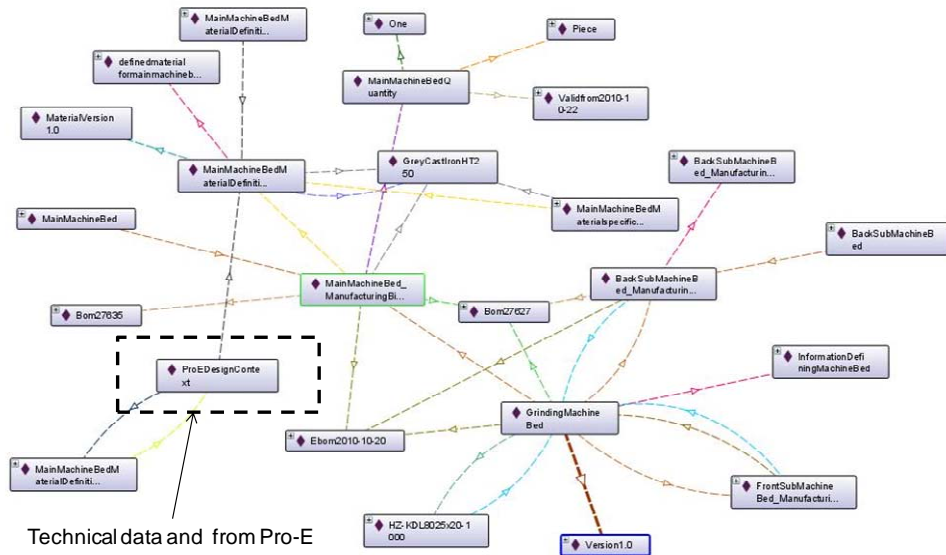 MainMachineBedM
aterialDefiniti...
One
Piece
definedmaterial
formainmachineb...
MainMachineBedQ
uantity
Validfrom2010-1
0-22
MaterialVersion
1.0
MainMachineBedM
aterialDefiniti...
GreyCastIronHT2
50
BackSubMachineB
ed_Manufacturin...
MainMachineBed
MainMachineBedM
aterialspecific...
BackSubMachineB
ed
MainMachineBed_
ManufacturingBi...
BackSubMachineB
ed_Manufacturin...
Bom27635
Bom27627
ProEDesignConte
xt
InformationDefi
ningMachineBed
GrindingMachine
Bed
Ebom2010-10-20
MainMachineBedM
aterialDefiniti...
FrontSubMachine
Bed_Manufacturi...
HZ-KDL8025x20-1
000
Version1.0
Technical data and from Pro-E